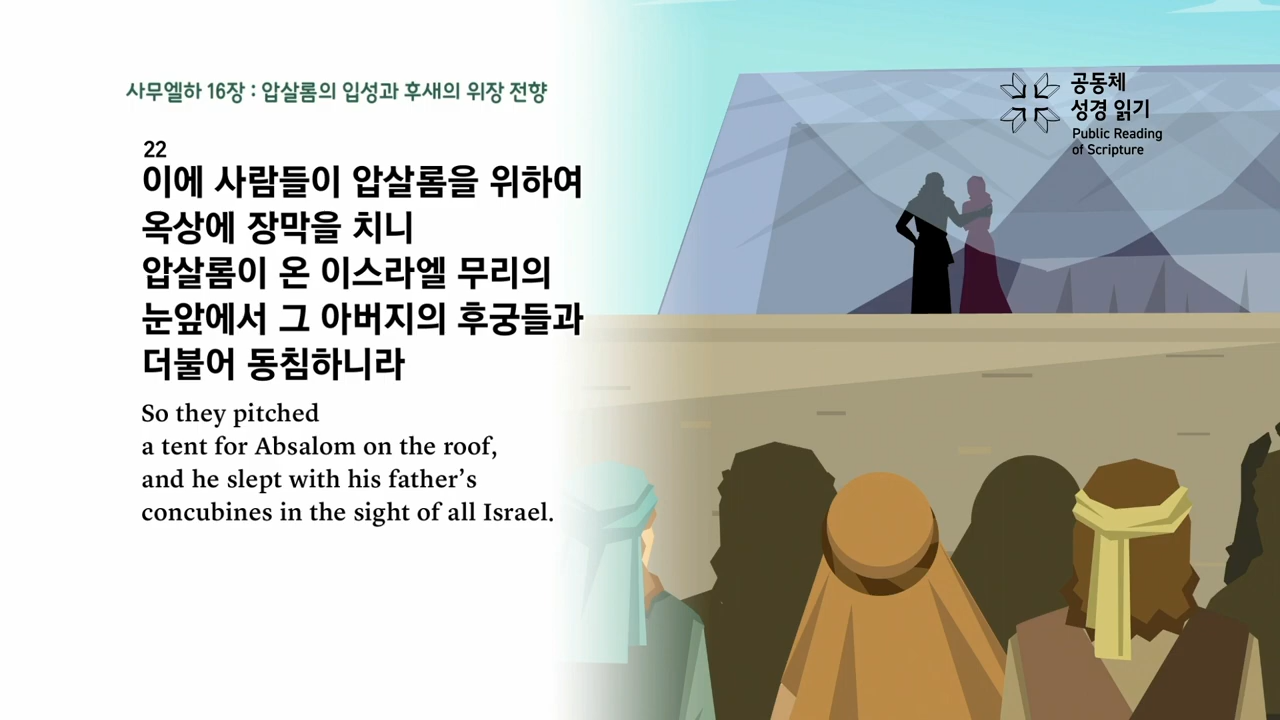 사무엘하 16장 : 압살롬의 입성과 후새의 위장 전향
22
이에 사람들이 압살롬을 위하여
옥상에 장막을 치니
압살롬이 온 이스라엘 무리의
눈앞에서 그 아버지의 후궁들과
더불어 동침하니라
So they pitched
a tent for Absalom on the roof,
and he slept with his father’s
concubines in the sight of all Israel.
공동체
성경 읽기
Public Reading
of Scripture